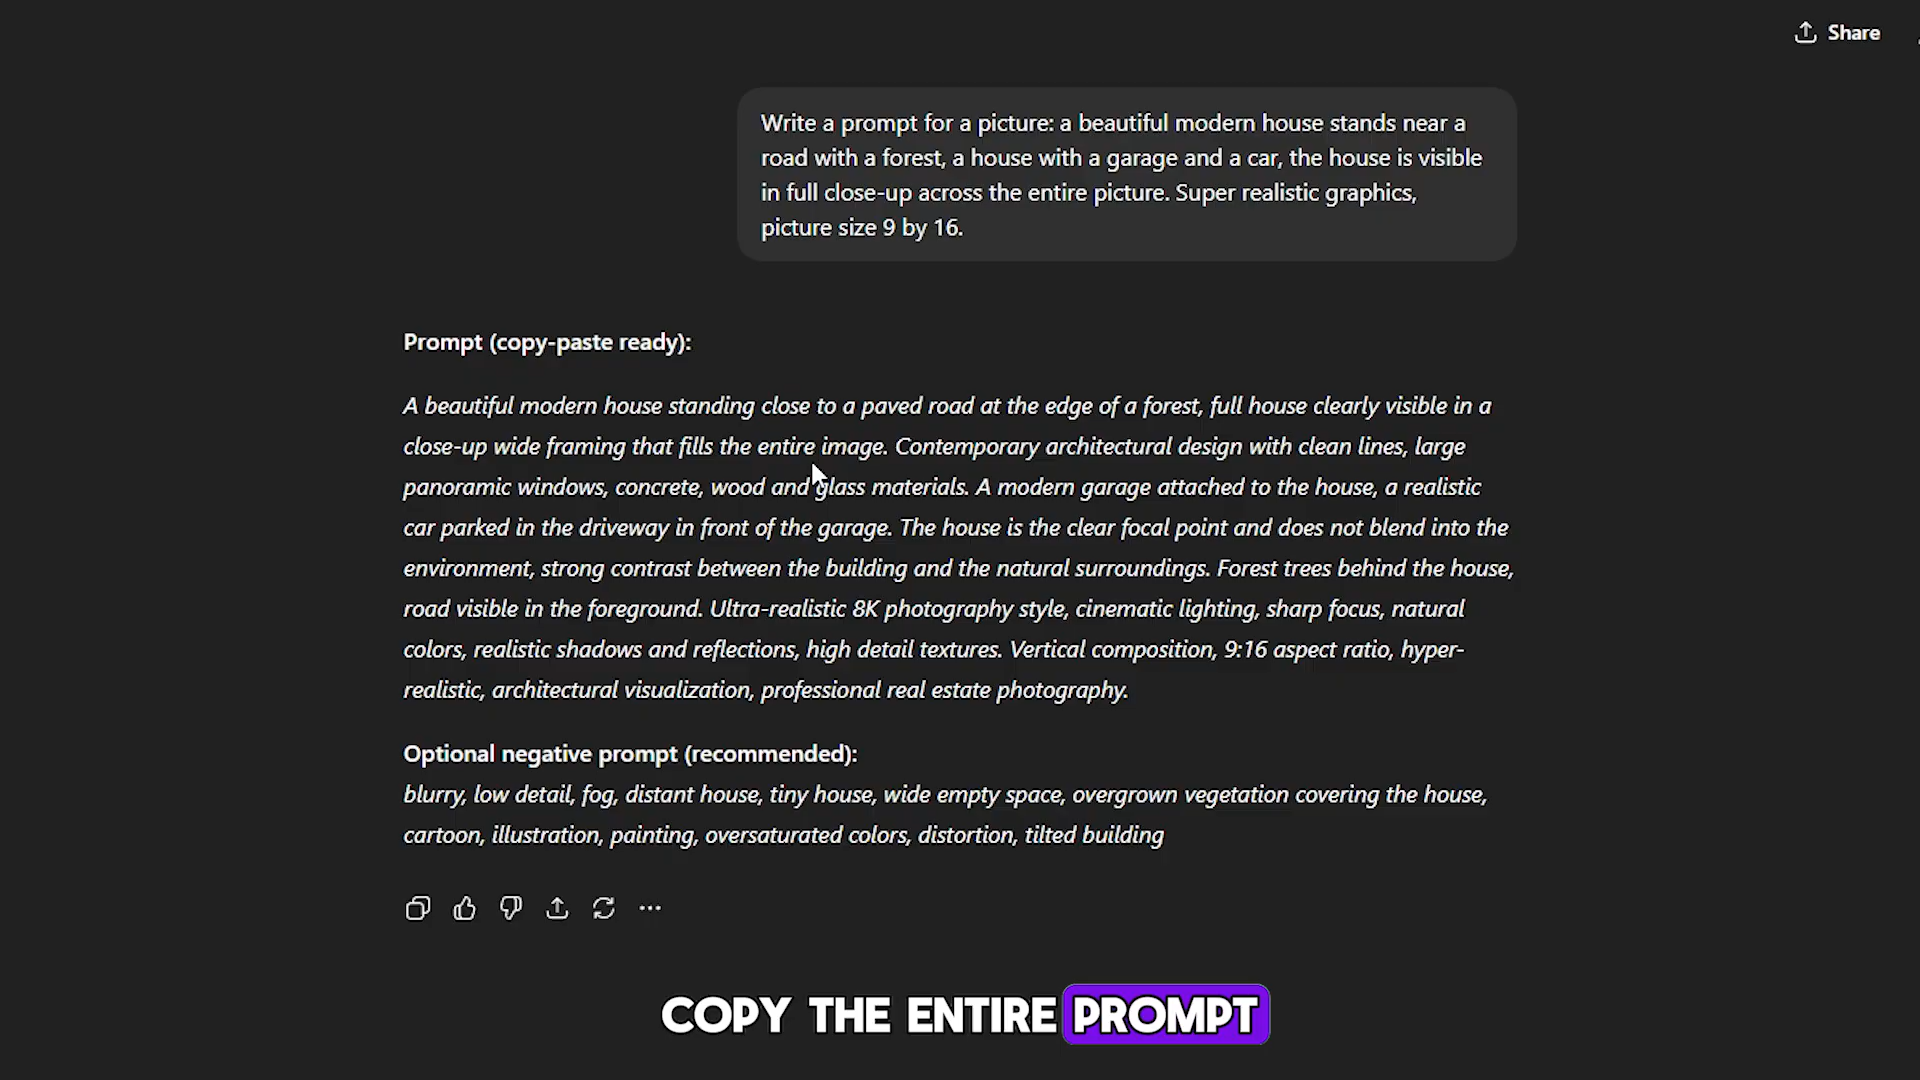 Share
Write a prompt for a picture: a beautiful modern house stands near a
road with a forest, a house with a garage and a car, the house is visible
in full close-up across the entire picture. Super realistic graphics,
picture size 9 by 16.
Prompt (copy-paste ready):
A beautiful modern house standing close to a paved road at the edge of a forest, full house clearly visible in a
close-up wide framing that fills the entire image. Contemporary architectural design with clean lines, large
panoramic windows, concrete, wood and glass materials. A modern garage attached to the house, a realistic
car parked in the driveway in front of the garage. The house is the clear focal point and does not blend into the
environment, strong contrast between the building and the natural surroundings. Forest trees behind the house,
road visible in the foreground. Ultra-realistic 8K photography style, cinematic lighting, sharp focus, natural
colors, realistic shadows and reflections, high detail textures. Vertical composition, 9:16 aspect ratio, hyper-
realistic, architectural visualization, professional real estate photography.
Optional negative prompt (recommended):
blurry, low detail, fog, distant house, tiny house, wide empty space, overgrown vegetation covering the house,
cartoon, illustration, painting, oversaturated colors, distortion, tilted building
COPY THE ENTIRE PROMPT